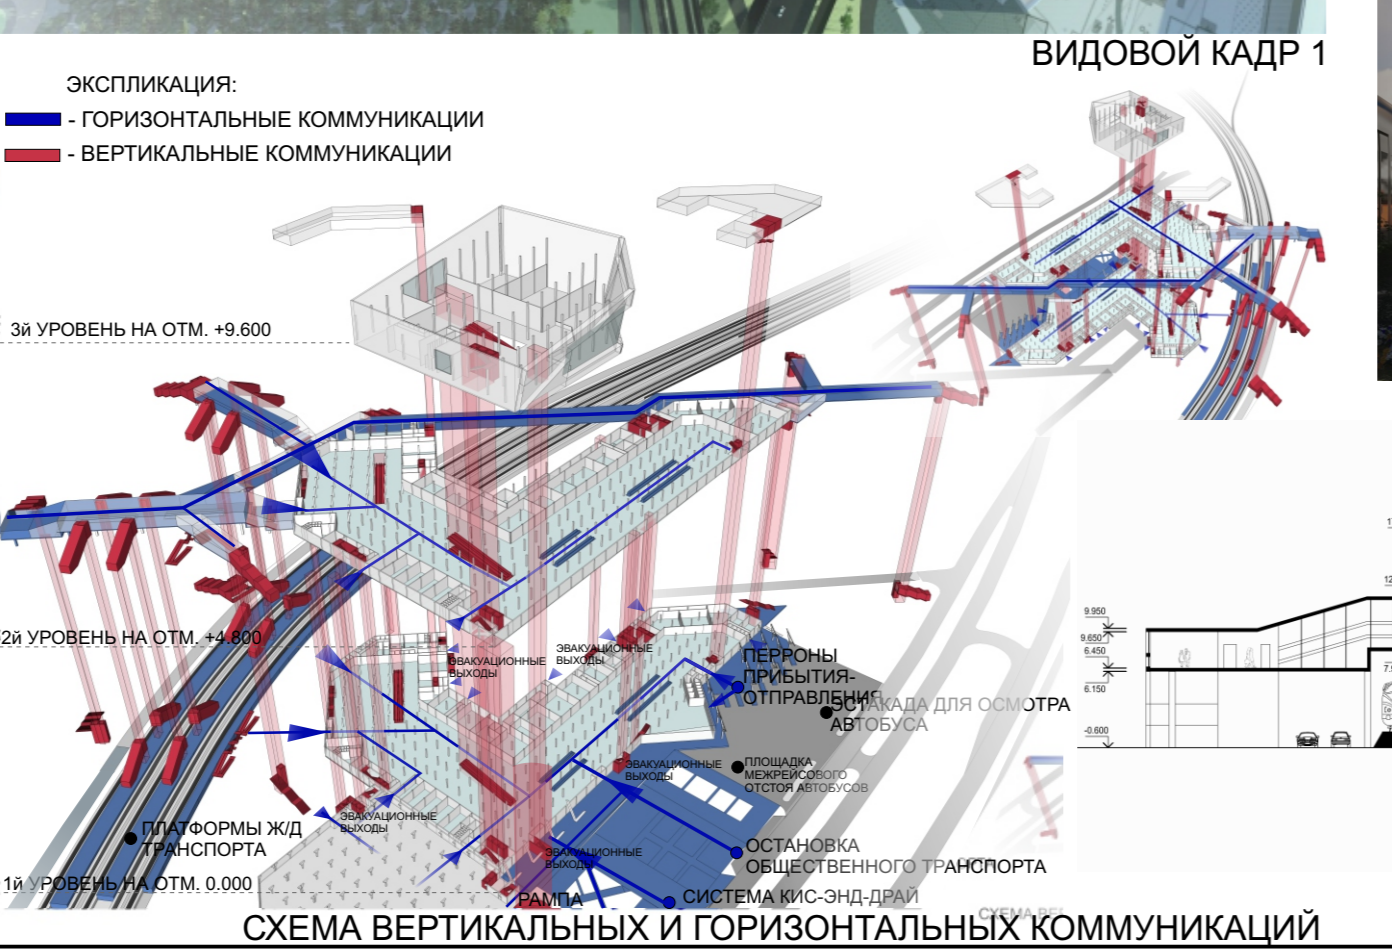 ВИДОВОЙ КАДР 1
ЭКСПЛИКАЦИЯ:
- ГОРИЗОНТАЛЬНЫЕ КОММУНИКАЦИИ
- ВЕРТИКАЛЬНЫЕ КОММУНИКАЦИИ
3й УРОВЕНЬ НА ОТМ. +9.600
2й УРОВЕНЬ НА ОТМ. +4.800
ЭВАКУАЦИОННЫЕ
ВЫХОДЫ
ЭВАКУАЦИОННЫЕ
ВЫХОДЫ
ПЕРРОНЫ
ПРИБЫТИЯ-
ОТПРАВЛЕНИЯ
ЭСТАКАДА ДЛЯ ОСМОТРА
АВТОБУСА
ЭВАКУАЦИОННЫЕ
ВЫХОДЫ
ПЛОЩАДКА
МЕЖРЕЙСОВОГО
ОТСТОЯ АВТОБУСОВ
ЭВАКУАЦИОННЫЕ
ВЫХОДЫ
ПЛАТФОРМЫ Ж/Д
ТРАНСПОРТА
ЭВАКУАЦИОННЫЕ
ВЫХОДЫ
ОСТАНОВКА
ОБЩЕСТВЕННОГО ТРАНСПОРТА
1й УРОВЕНЬ НА ОТМ. 0.000
РАМПА
СИСТЕМА КИС-ЭНД-ДРАЙ
СХЕМА ВЕРТИКАЛЬНЫХ И ГОРИЗОНТАЛЬНЫХ КОММУНИКАЦИЙ
9.950
9.650
6.450
6.150
-0.600